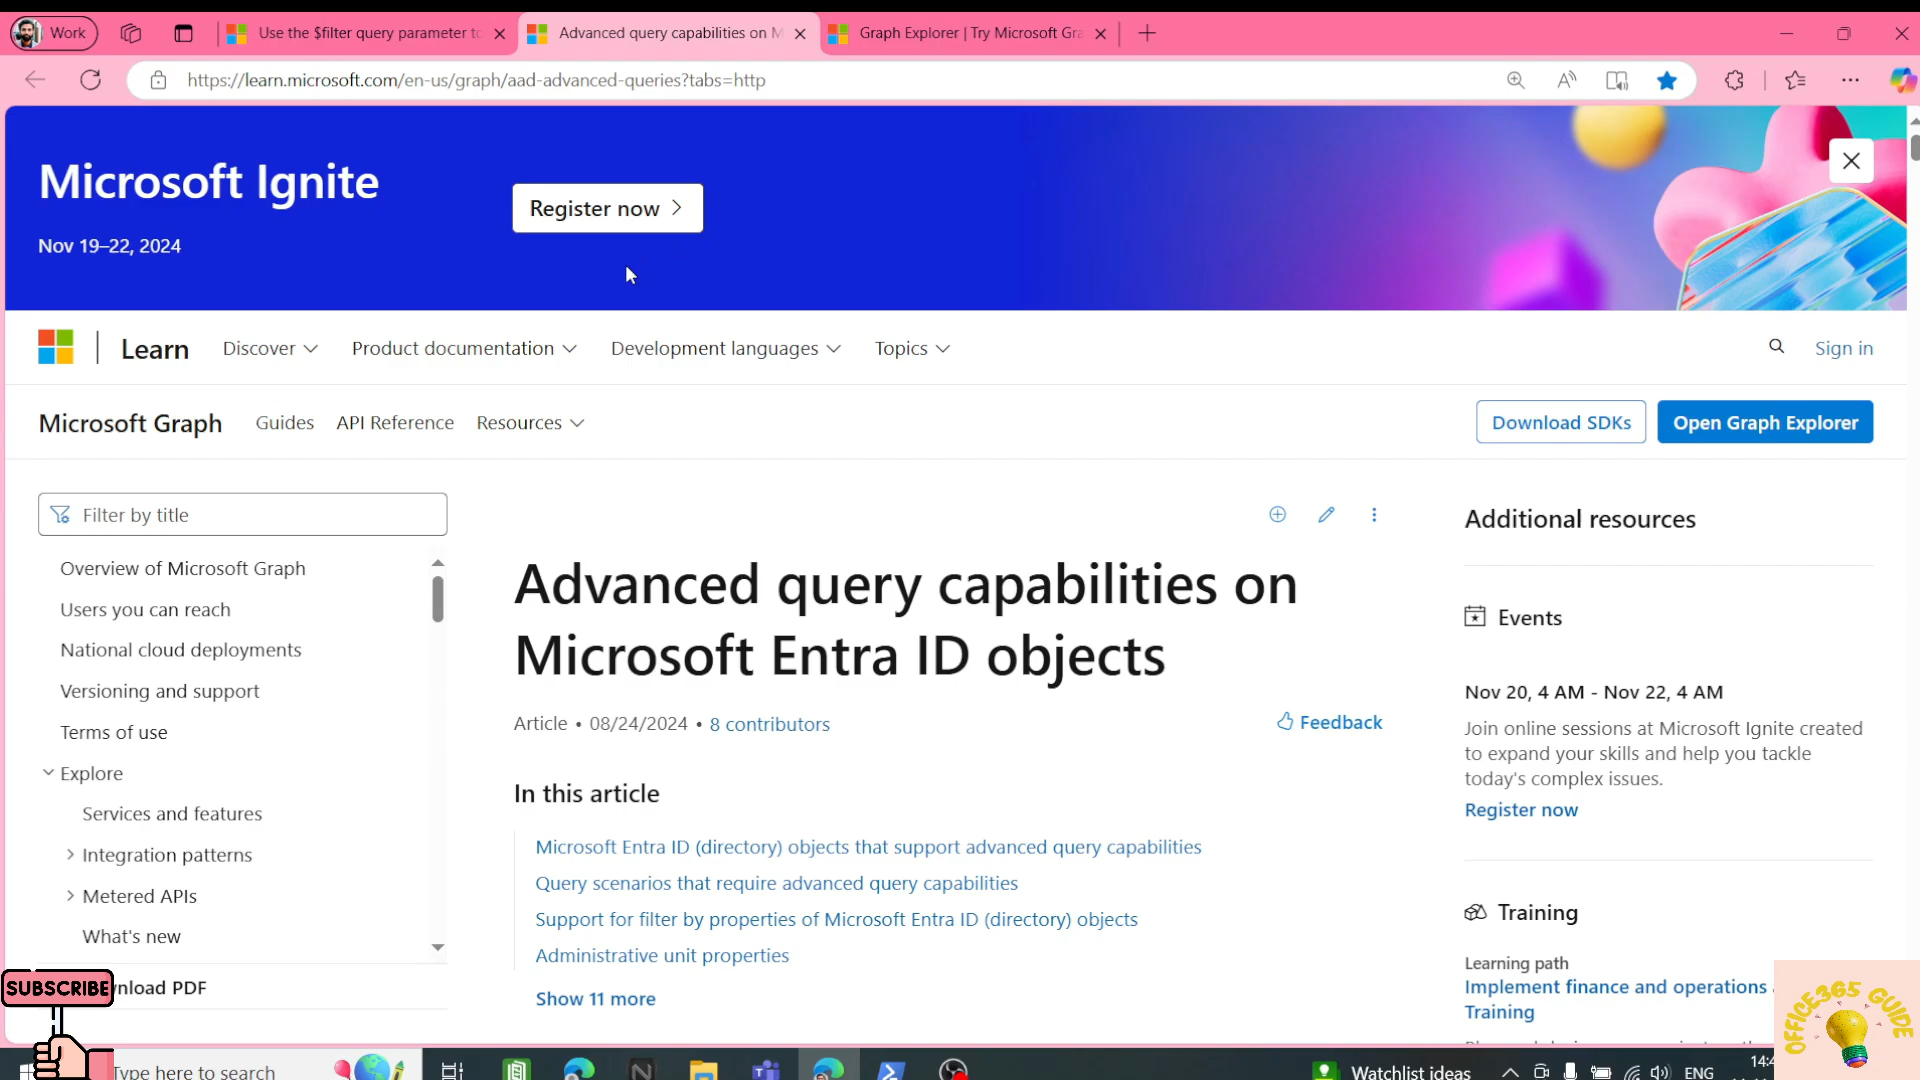 Work
Use the $filter query parameter to
Advanced query capabilities on M
Graph Explorer | Try Microsoft Gra
https://learn.microsoft.com/en-us/graph/aad-advanced-queries?tabs=http
Microsoft Ignite
Register now
Nov 19–22, 2024
Learn
Discover
Product documentation
Development languages
Topics
Sign in
Microsoft Graph
Guides
API Reference
Resources
Download SDKs
Open Graph Explorer
Filter by title
Overview of Microsoft Graph
Users you can reach
National cloud deployments
Versioning and support
Terms of use
Explore
Services and features
Integration patterns
Metered APIs
What's new
nload PDF
Advanced query capabilities on
Microsoft Entra ID objects
Article • 08/24/2024 • 8 contributors
Feedback
In this article
Microsoft Entra ID (directory) objects that support advanced query capabilities
Query scenarios that require advanced query capabilities
Support for filter by properties of Microsoft Entra ID (directory) objects
Administrative unit properties
Show 11 more
Additional resources
Events
Nov 20, 4 AM - Nov 22, 4 AM
Join online sessions at Microsoft Ignite created
to expand your skills and help you tackle
today's complex issues.
Register now
Training
Learning path
Implement finance and operations
Training
SUBSCRIBE
OFFICE365 GUIDE
Type here to search
Watchlist ideas
ENG
14:4